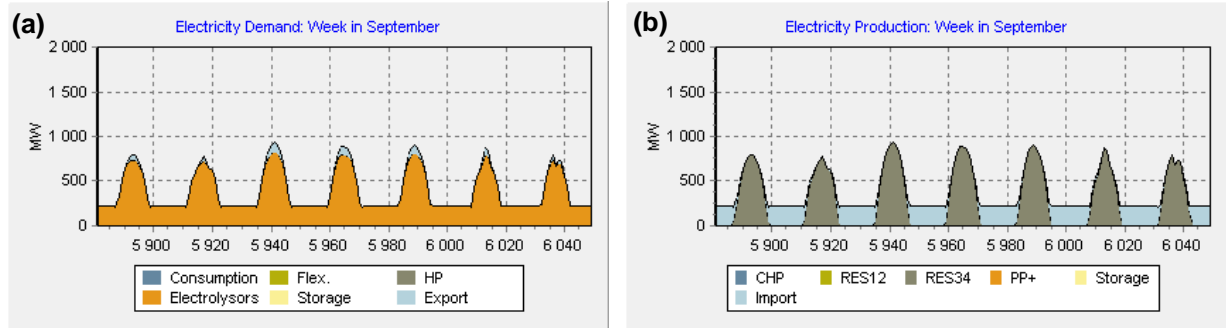 (a)
Electricity Demand: Week in September
2 000
1 500
1 000
500
0
MW
5 900 5 920 5 940 5 960 5 980 6 000 6 020 6 040
Consumption Flex. HP
Electrolysors Storage Export
(b)
Electricity Production: Week in September
2 000
1 500
1 000
500
0
MW
5 900 5 920 5 940 5 960 5 980 6 000 6 020 6 040
CHP RES12 RES34 PP+ Storage
Import